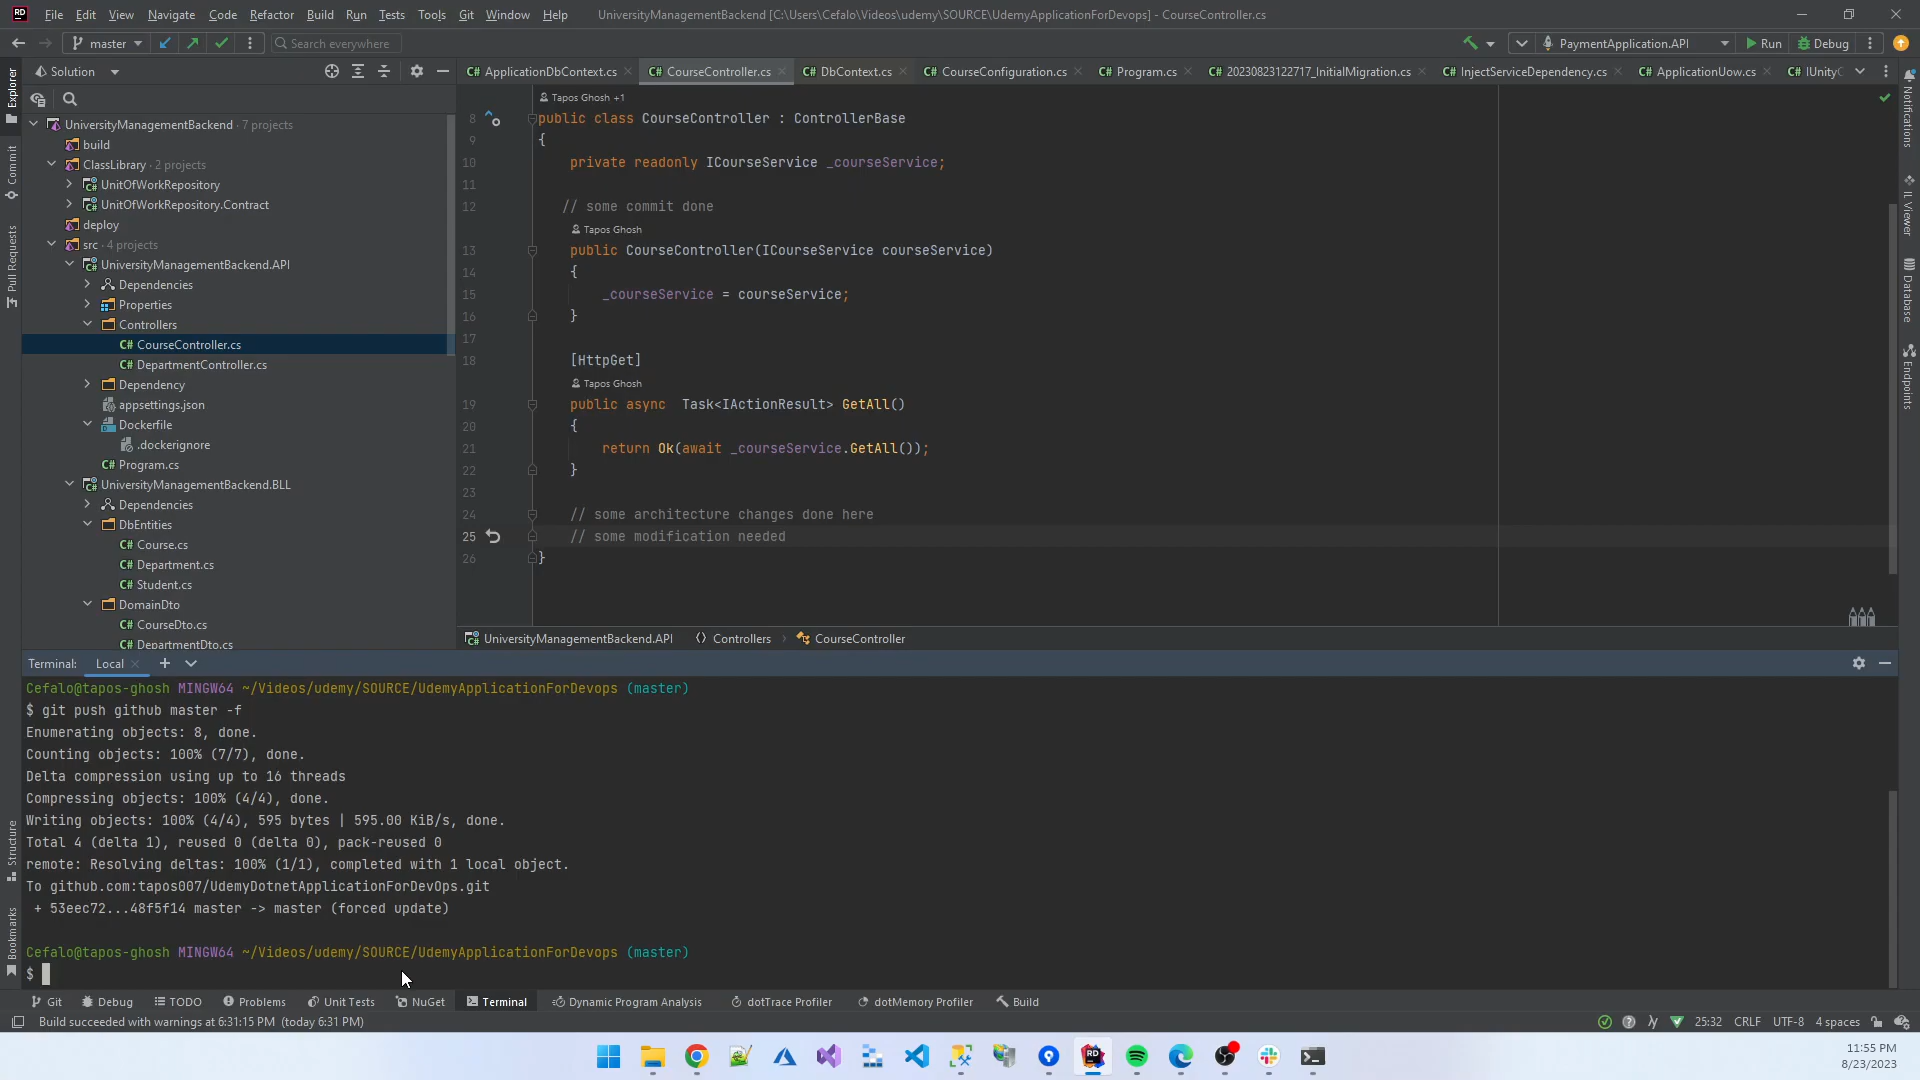 File Edit View Navigate Code Refactor Build Run Tests Tools Git Window Help UniversityManagementBackend [C:\Users\Cefalo\Videos\udemy\SOURCE\UdemyApplicationForDevops] - CourseController.cs
master Search everywhere PaymentApplication.API Run Debug
Solution ApplicationDbContext.cs CourseController.cs DbContext.cs CourseConfiguration.cs Program.cs 20230823122717_InitialMigration.cs InjectServiceDependency.cs ApplicationUow.cs IUnityC
Explorer
Commit
Pull Requests
Structure
Bookmarks
UniversityManagementBackend · 7 projects
build
ClassLibrary · 2 projects
UnitOfWorkRepository
UnitOfWorkRepository.Contract
deploy
src · 4 projects
UniversityManagementBackend.API
Dependencies
Properties
Controllers
CourseController.cs
DepartmentController.cs
Dependency
appsettings.json
Dockerfile
.dockerignore
Program.cs
UniversityManagementBackend.BLL
Dependencies
DbEntities
Course.cs
Department.cs
Student.cs
DomainDto
CourseDto.cs
DepartmentDto.cs
Tapos Ghosh +1
8 public class CourseController : ControllerBase
9 {
10 private readonly ICourseService _courseService;
11
12 // some commit done
Tapos Ghosh
13 public CourseController(ICourseService courseService)
14 {
15 _courseService = courseService;
16 }
17
18 [HttpGet]
Tapos Ghosh
19 public async  Task<IActionResult> GetAll()
20 {
21 return Ok(await _courseService.GetAll());
22 }
23
24 // some architecture changes done here
25 // some modification needed
26 }
UniversityManagementBackend.API Controllers CourseController
Notifications
IL Viewer
Database
Endpoints
Terminal: Local
Cefalo@tapos-ghosh MINGW64 ~/Videos/udemy/SOURCE/UdemyApplicationForDevops (master)
$ git push github master -f
Enumerating objects: 8, done.
Counting objects: 100% (7/7), done.
Delta compression using up to 16 threads
Compressing objects: 100% (4/4), done.
Writing objects: 100% (4/4), 595 bytes | 595.00 KiB/s, done.
Total 4 (delta 1), reused 0 (delta 0), pack-reused 0
remote: Resolving deltas: 100% (1/1), completed with 1 local object.
To github.com:tapos007/UdemyDotnetApplicationForDevOps.git
+ 53eec72...48f5f14 master -> master (forced update)
Cefalo@tapos-ghosh MINGW64 ~/Videos/udemy/SOURCE/UdemyApplicationForDevops (master)
$
Git Debug TODO Problems Unit Tests NuGet Terminal Dynamic Program Analysis dotTrace Profiler dotMemory Profiler Build
Build succeeded with warnings at 6:31:15 PM (today 6:31 PM) 25:32 CRLF UTF-8 4 spaces
11:55 PM
8/23/2023